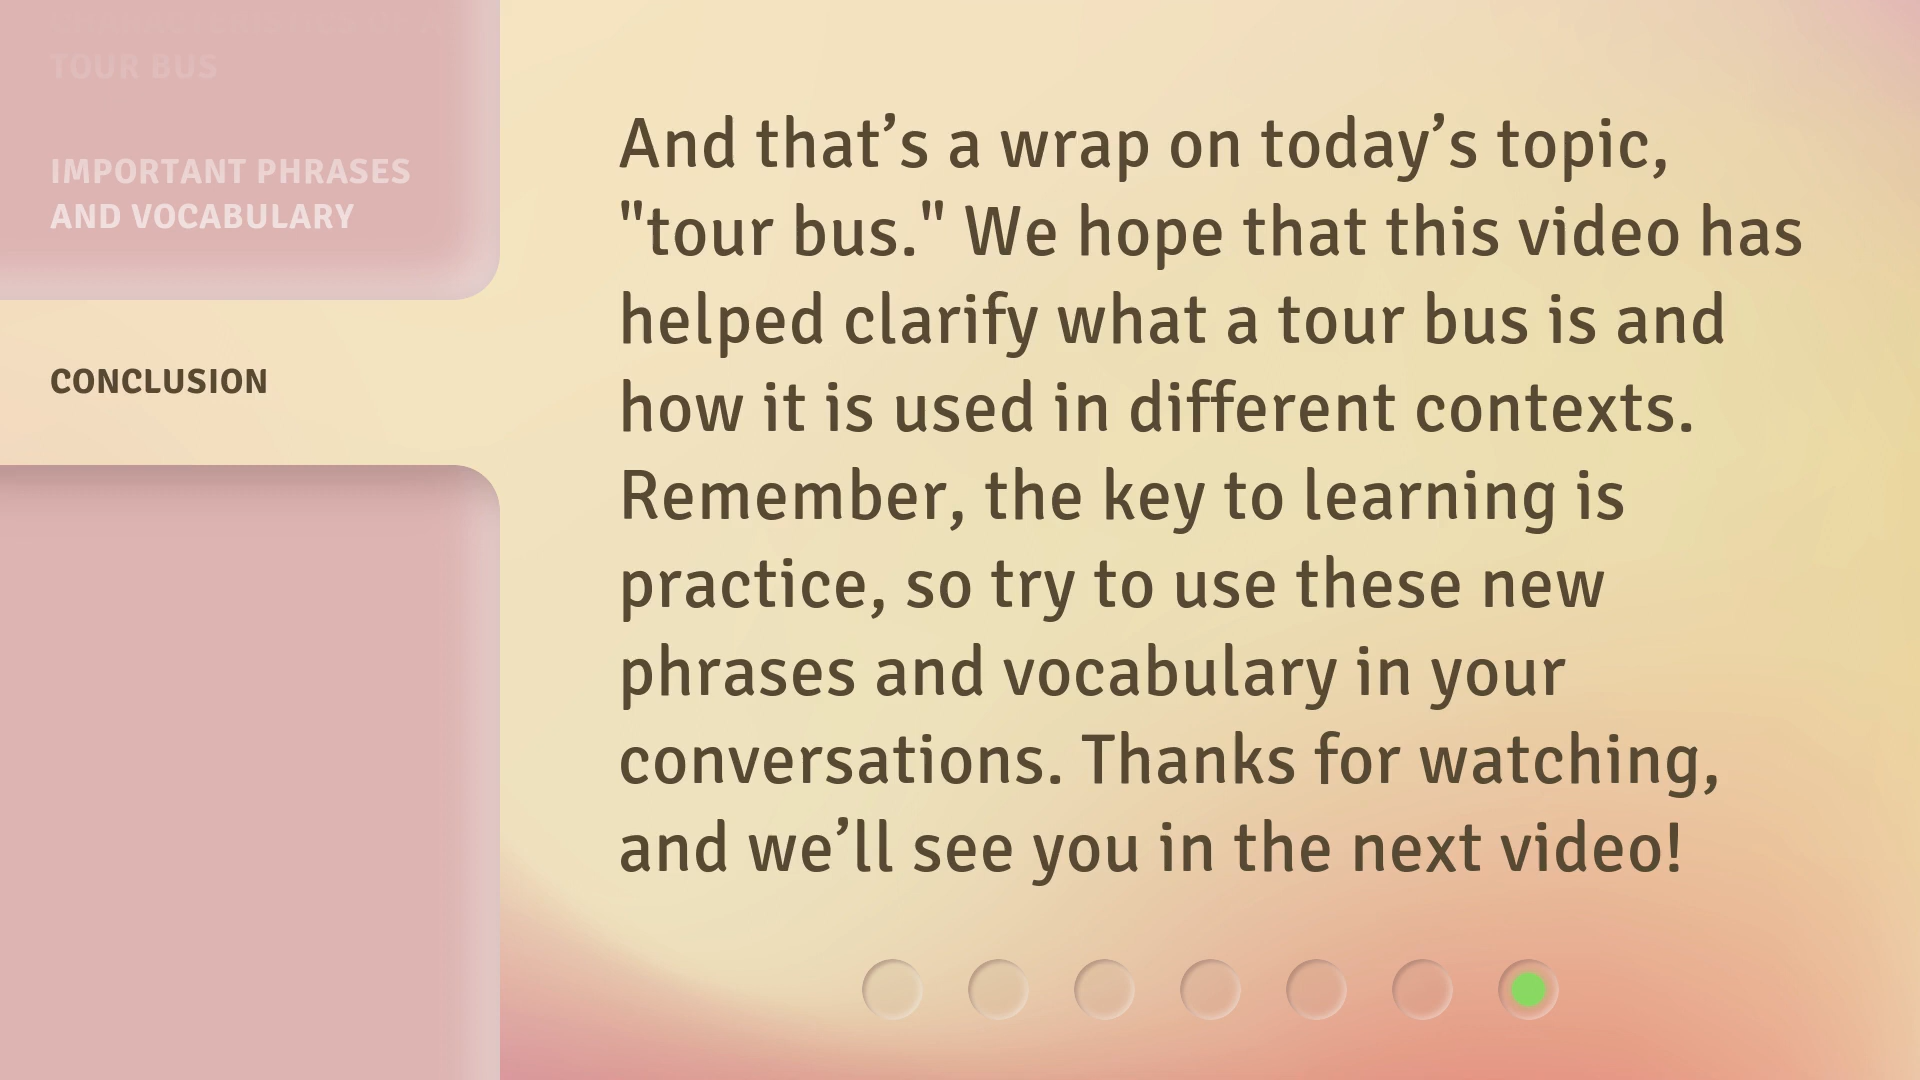 CHARACTERISTICS OF A
TOUR BUS
IMPORTANT PHRASES
AND VOCABULARY
CONCLUSION
And that’s a wrap on today’s topic,
"tour bus." We hope that this video has
helped clarify what a tour bus is and
how it is used in different contexts.
Remember, the key to learning is
practice, so try to use these new
phrases and vocabulary in your
conversations. Thanks for watching,
and we’ll see you in the next video!